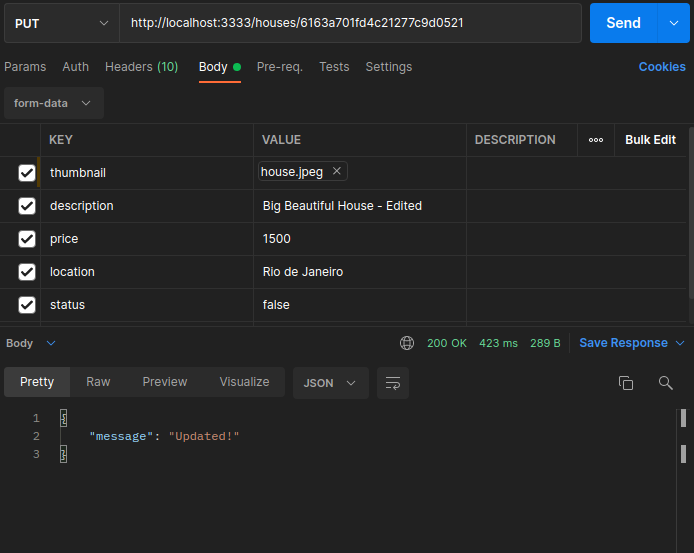 PUT http://localhost:3333/houses/6163a701fd4c21277c9d0521 Send
Params Auth Headers (10) Body Pre-req. Tests Settings Cookies
form-data
KEY VALUE DESCRIPTION ooo Bulk Edit
thumbnail house.jpeg ×
description Big Beautiful House - Edited
price 1500
location Rio de Janeiro
status false
Body 200 OK 423 ms 289 B Save Response
Pretty Raw Preview Visualize JSON
1 {
2 "message": "Updated!"
3 }